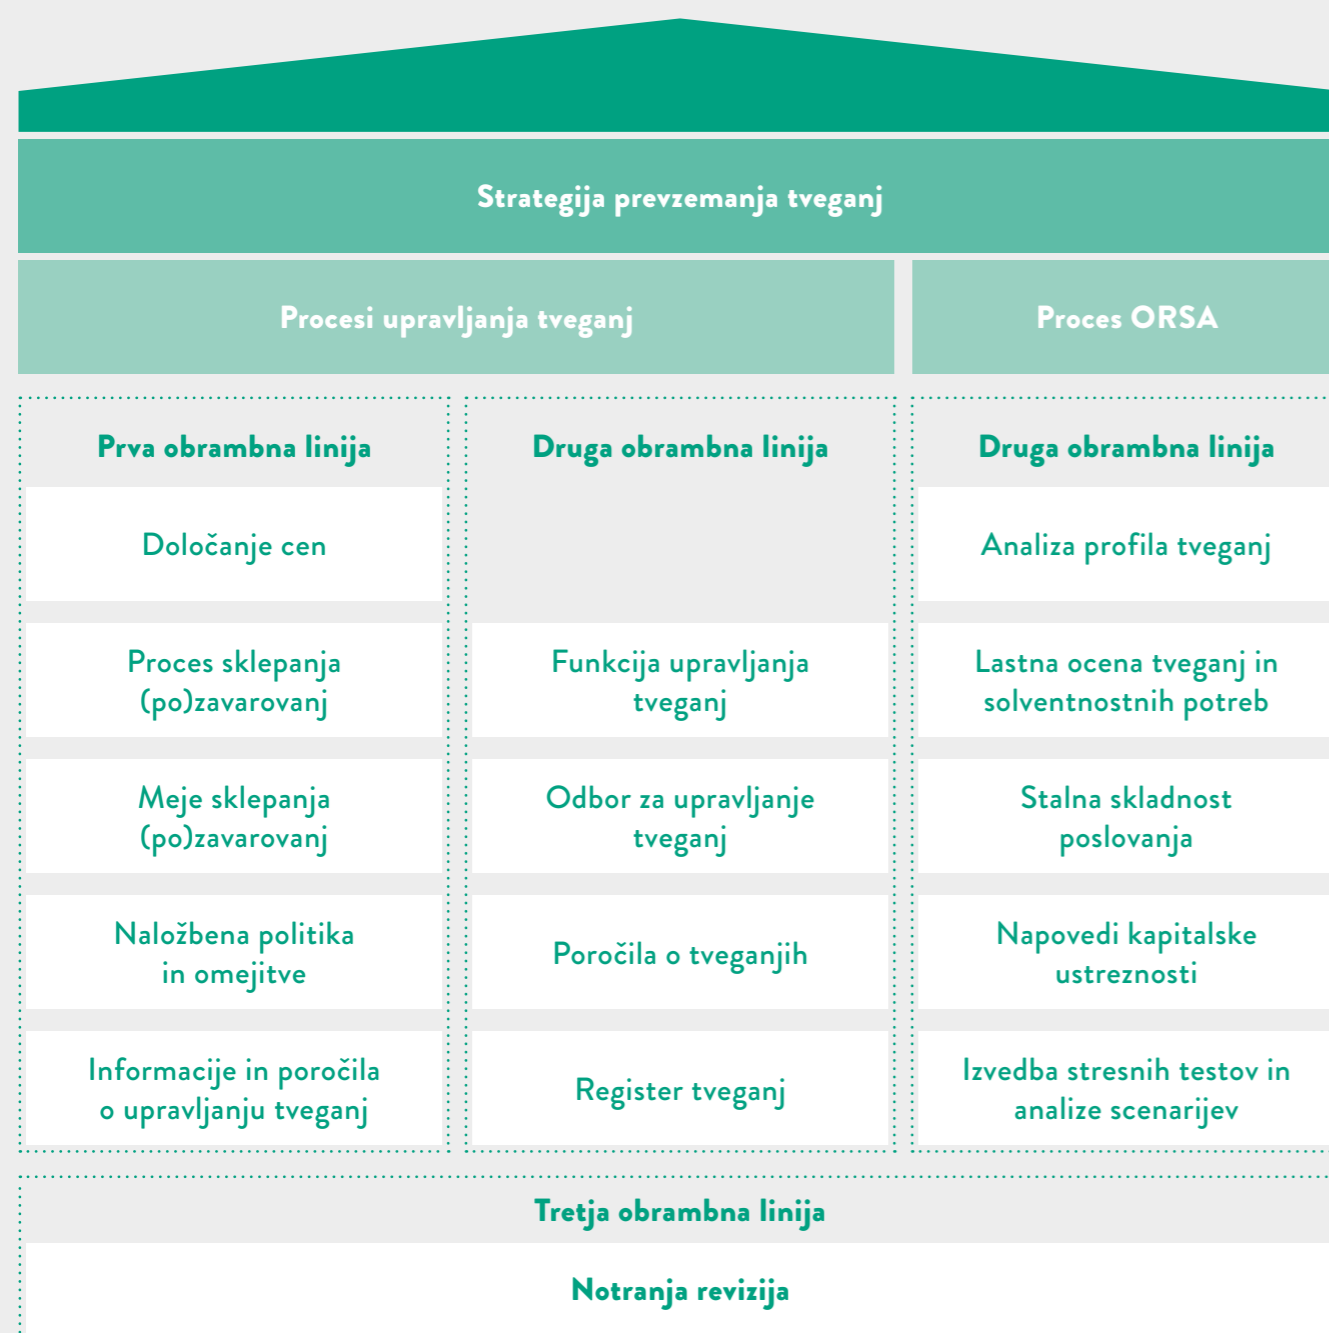 Strategija prevzemanja tveganj
Procesi upravljanja tveganj
Proces ORSA
Prva obrambna linija
Določanje cen
Proces sklepanja
(po)zavarovanj
Meje sklepanja
(po)zavarovanj
Naložbena politika
in omejitve
Informacije in poročila
o upravljanju tveganj
Druga obrambna linija
Funkcija upravljanja
tveganj
Odbor za upravljanje
tveganj
Poročila o tveganjih
Register tveganj
Druga obrambna linija
Analiza profila tveganj
Lastna ocena tveganj in
solventnostnih potreb
Stalna skladnost
poslovanja
Napovedi kapitalske
ustreznosti
Izvedba stresnih testov in
analize scenarijev
Tretja obrambna linija
Notranja revizija